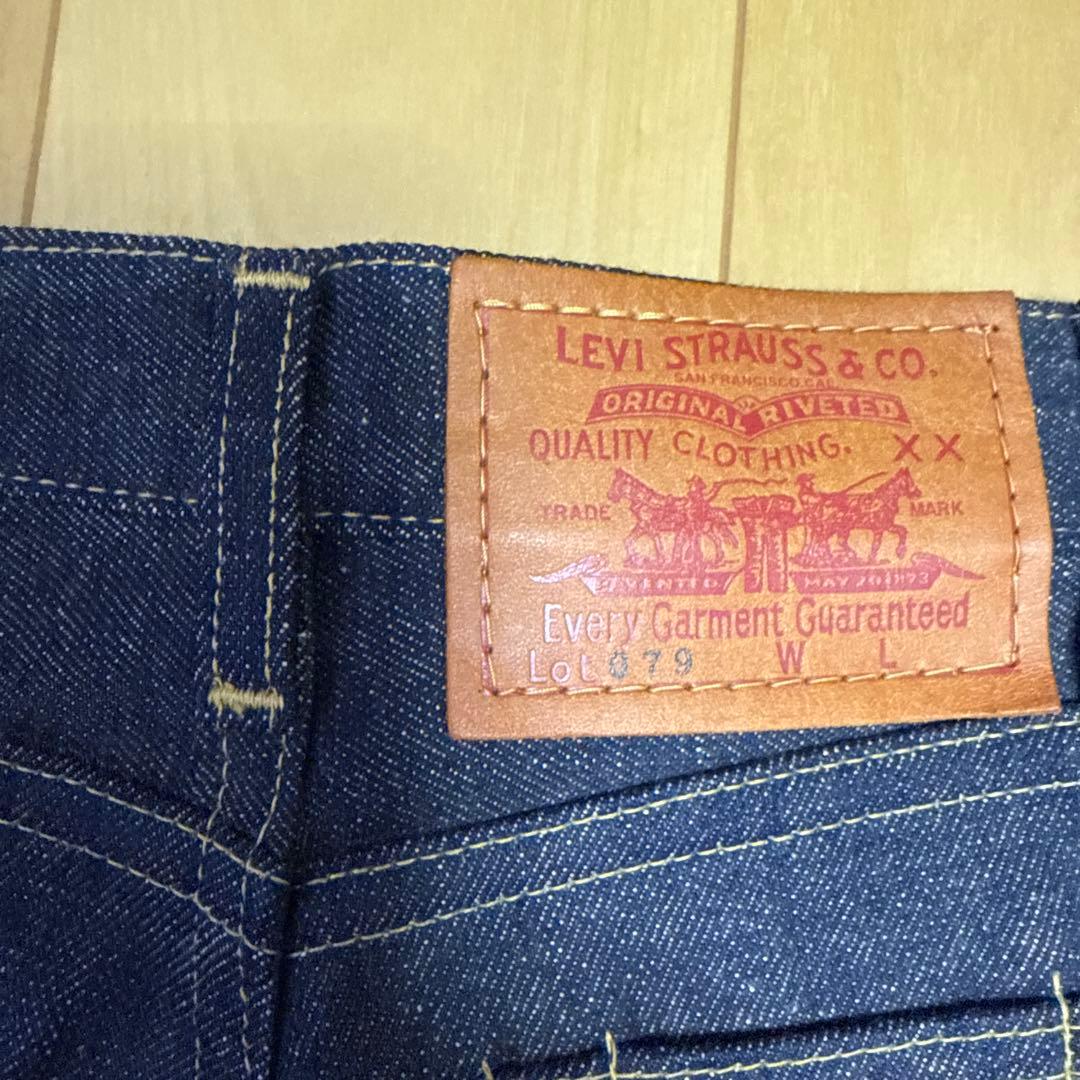 LEVI STRAUSS & CO.
SAN FRANCISCO, CAL.
ORIGINAL RIVETED
QUALITY CLOTHING. XX
TRADE MARK
MAY 20 1873
Every Garment Guaranteed
Lot 079 W L